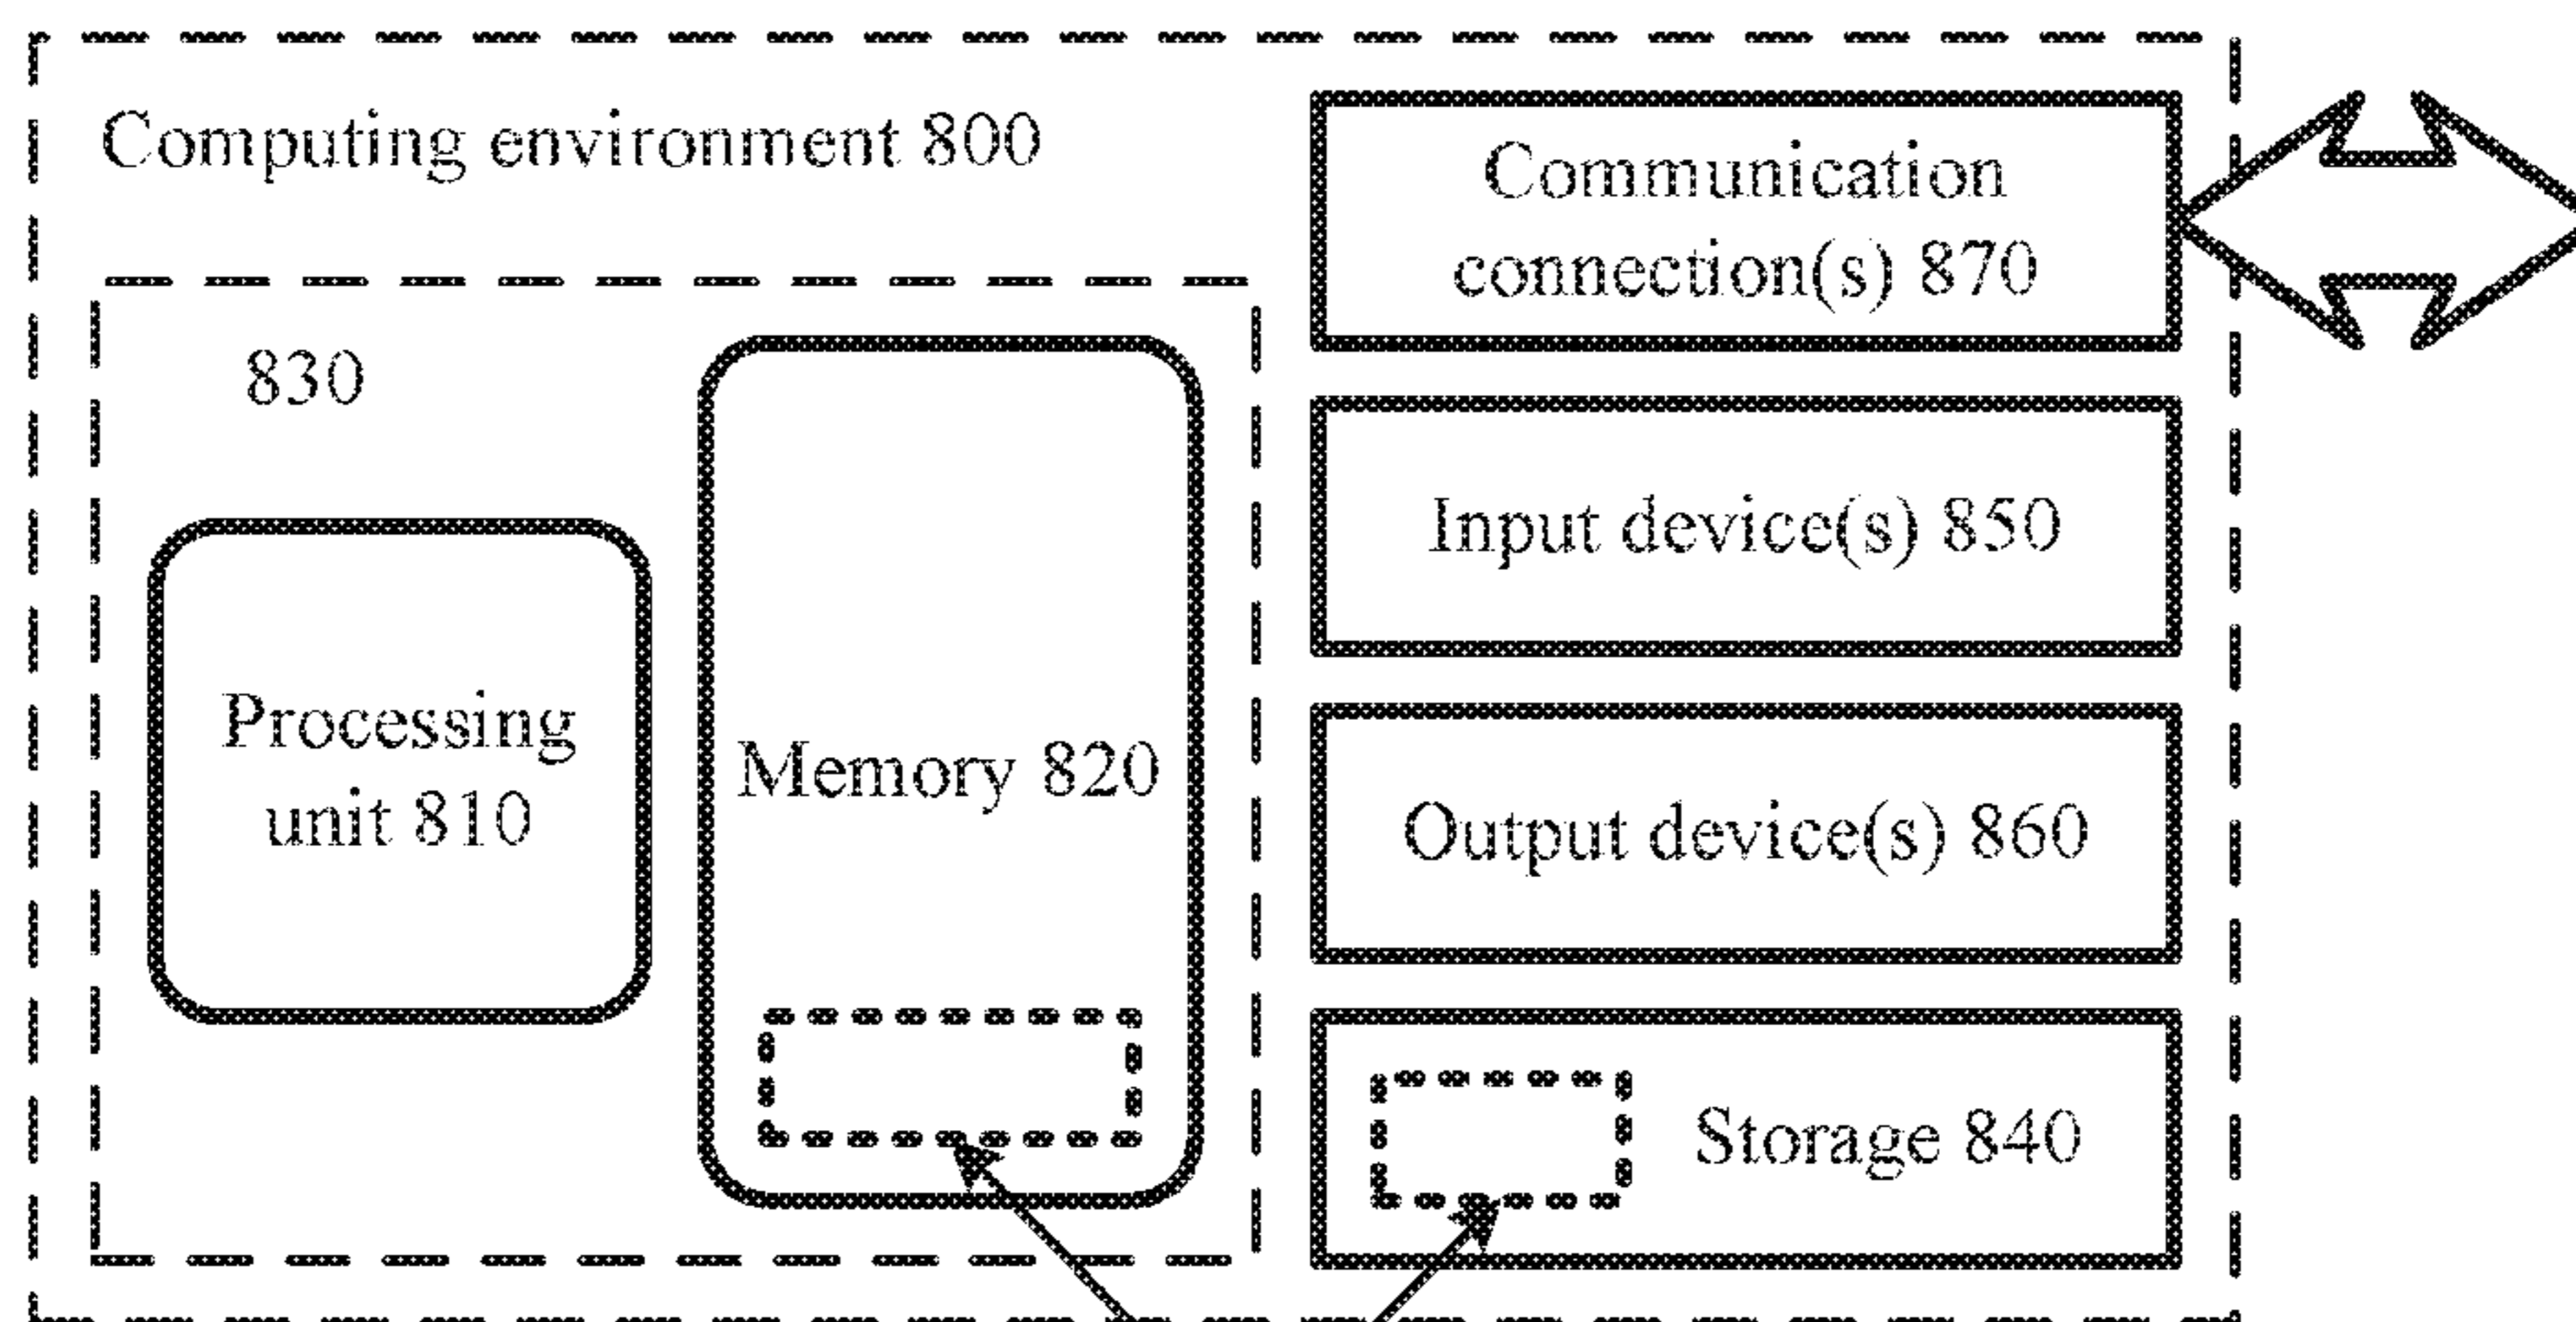 Computing environment 800
830
Processing
unit 810
Memory 820
Communication
connection(s) 870
Input device(s) 850
Output device(s) 860
Storage 840